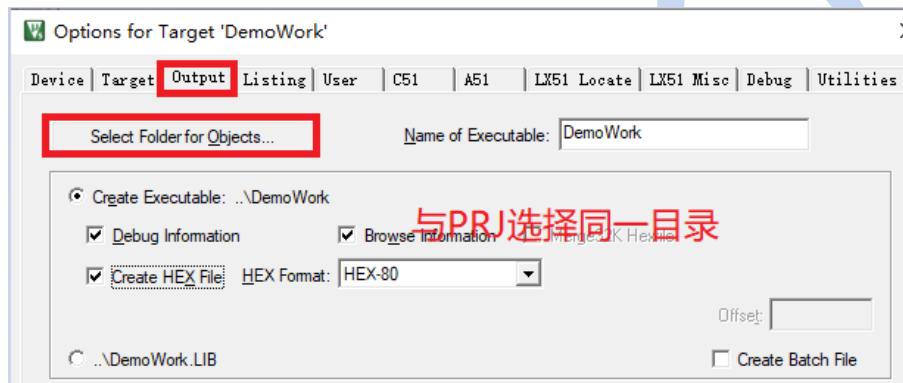 Options for Target 'DemoWork'
Device Target Output Listing User C51 A51 LX51 Locate LX51 Misc Debug Utilities
Select Folder for Objects... Name of Executable: DemoWork
Create Executable: ..\DemoWork
与PRJ选择同一目录
Debug Information Browse Information Merge32K Hexfile
Create HEX File HEX Format: HEX-80
Offset:
..\DemoWork.LIB Create Batch File